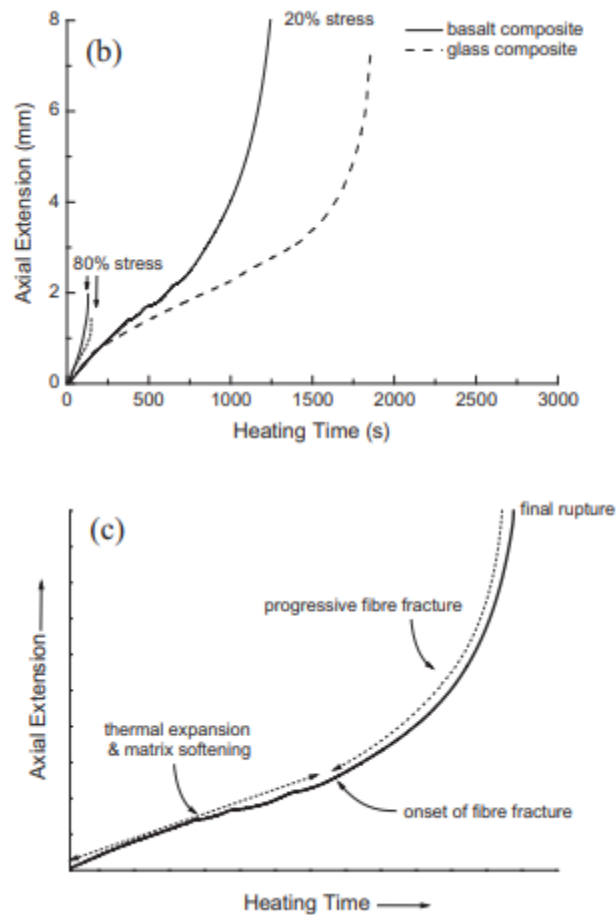 (b)
20% stress
basalt composite
glass composite
80% stress
8
6
4
2
0
Axial Extension (mm)
0 500 1000 1500 2000 2500 3000
Heating Time (s)
(c)
final rupture
progressive fibre fracture
thermal expansion
& matrix softening
onset of fibre fracture
Axial Extension
Heating Time